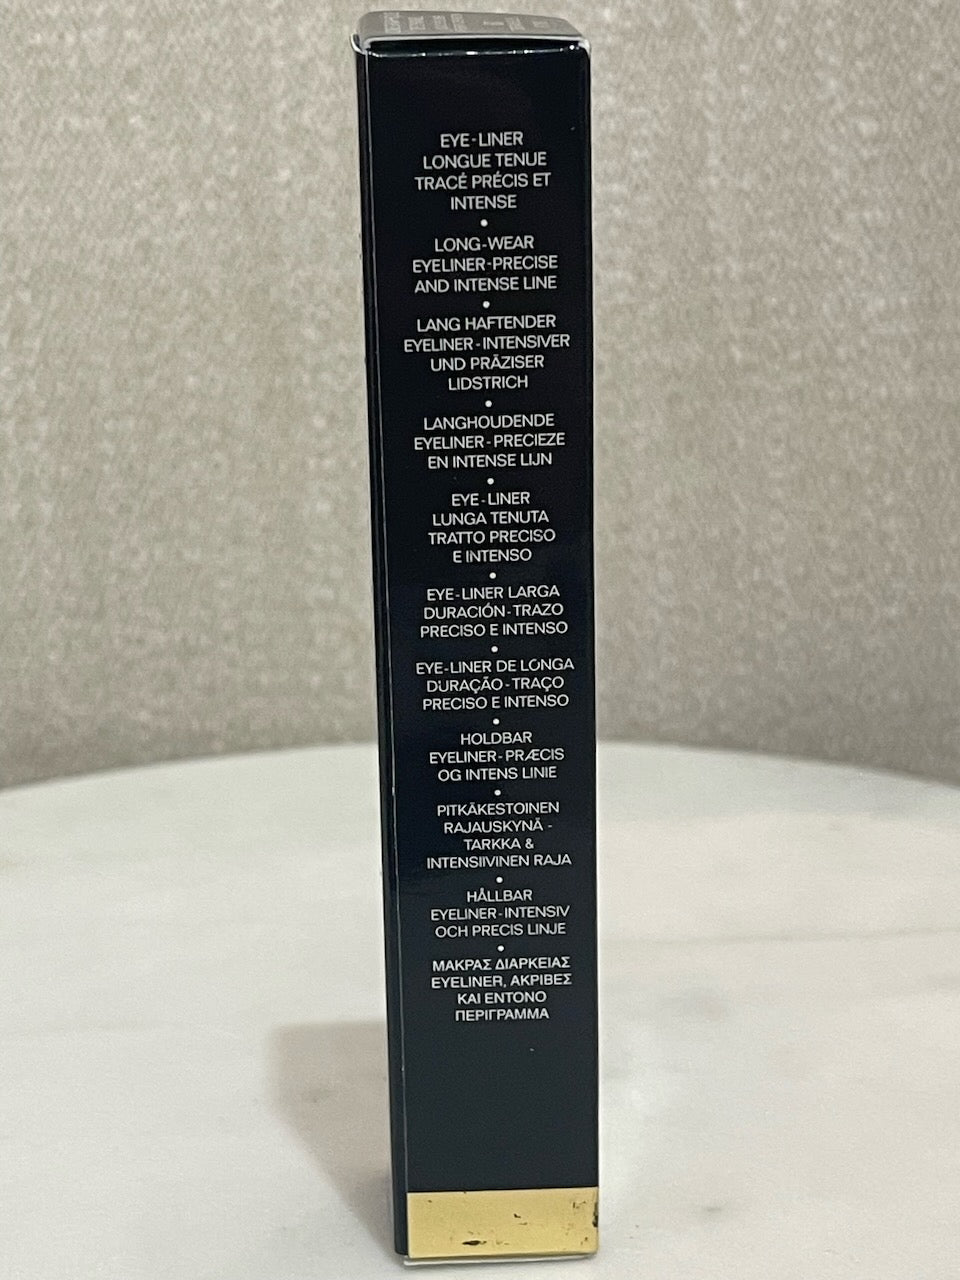 EYE-LINER
LONGUE TENUE
TRACÉ PRÉCIS ET
INTENSE
•
LONG-WEAR
EYELINER-PRECISE
AND INTENSE LINE
•
LANG HAFTENDER
EYELINER-INTENSIVER
UND PRÄZISER
LIDSTRICH
•
LANGHOUDENDE
EYELINER-PRECIEZE
EN INTENSE LIJN
•
EYE-LINER
LUNGA TENUTA
TRATTO PRECISO
E INTENSO
•
EYE-LINER LARGA
DURACIÓN-TRAZO
PRECISO E INTENSO
•
EYE-LINER DE LONGA
DURAÇÃO-TRAÇO
PRECISO E INTENSO
•
HOLDBAR
EYELINER-PRÆCIS
OG INTENS LINIE
•
PITKÄKESTOINEN
RAJAUSKYNÄ -
TARKKA &
INTENSIIVINEN RAJA
•
HÅLLBAR
EYELINER-INTENSIV
OCH PRECIS LINJE
•
ΜΑΚΡΑΣ ΔΙΑΡΚΕΙΑΣ
EYELINER, ΑΚΡΙΒΕΣ
ΚΑΙ ΕΝΤΟΝΟ
ΠΕΡΙΓΡΑΜΜΑ